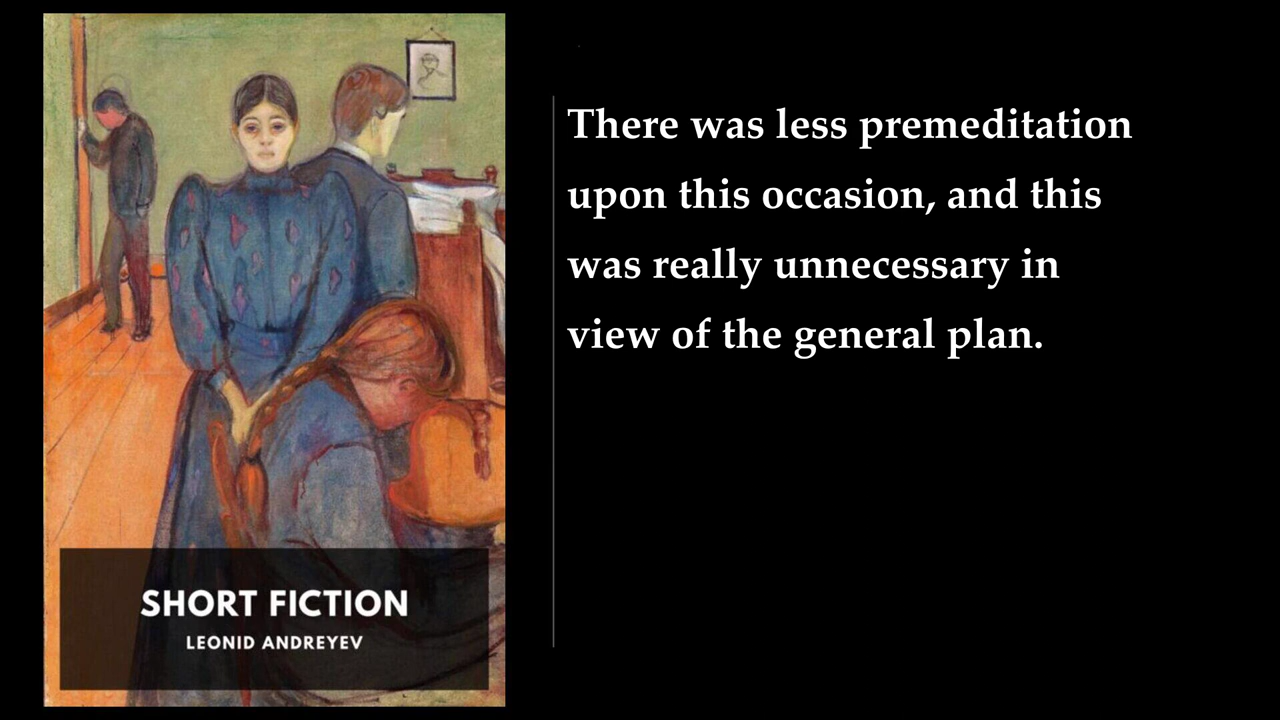 There was less premeditation
upon this occasion, and this
was really unnecessary in
view of the general plan.
SHORT FICTION
LEONID ANDREYEV